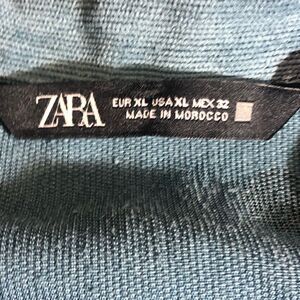 ZARA
EUR XL USA XL MEX 32
MADE IN MOROCCO